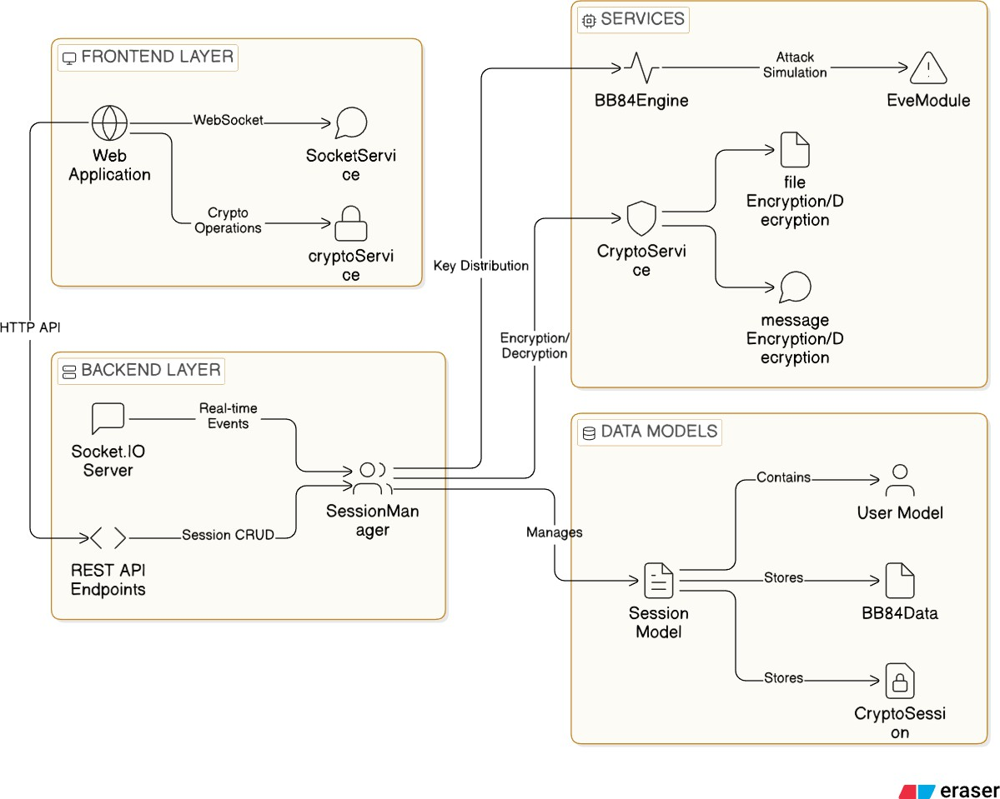 FRONTEND LAYER
Web
Application
WebSocket
SocketServi
ce
Crypto
Operations
cryptoServi
ce
HTTP API
BACKEND LAYER
Socket.IO
Server
Real-time
Events
REST API
Endpoints
Session CRUD
SessionMan
ager
Key Distribution
Encryption/
Decryption
Manages
SERVICES
BB84Engine
Attack
Simulation
EveModule
CryptoServi
ce
file
Encryption/D
ecryption
message
Encryption/D
ecryption
DATA MODELS
Session
Model
Contains
User Model
Stores
BB84Data
Stores
CryptoSessi
on
eraser